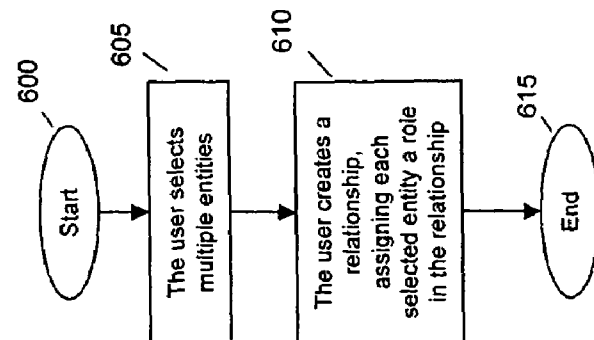 600
Start
605
The user selects
multiple entities
610
The user creates a
relationship,
assigning each
selected entity a role
in the relationship
615
End